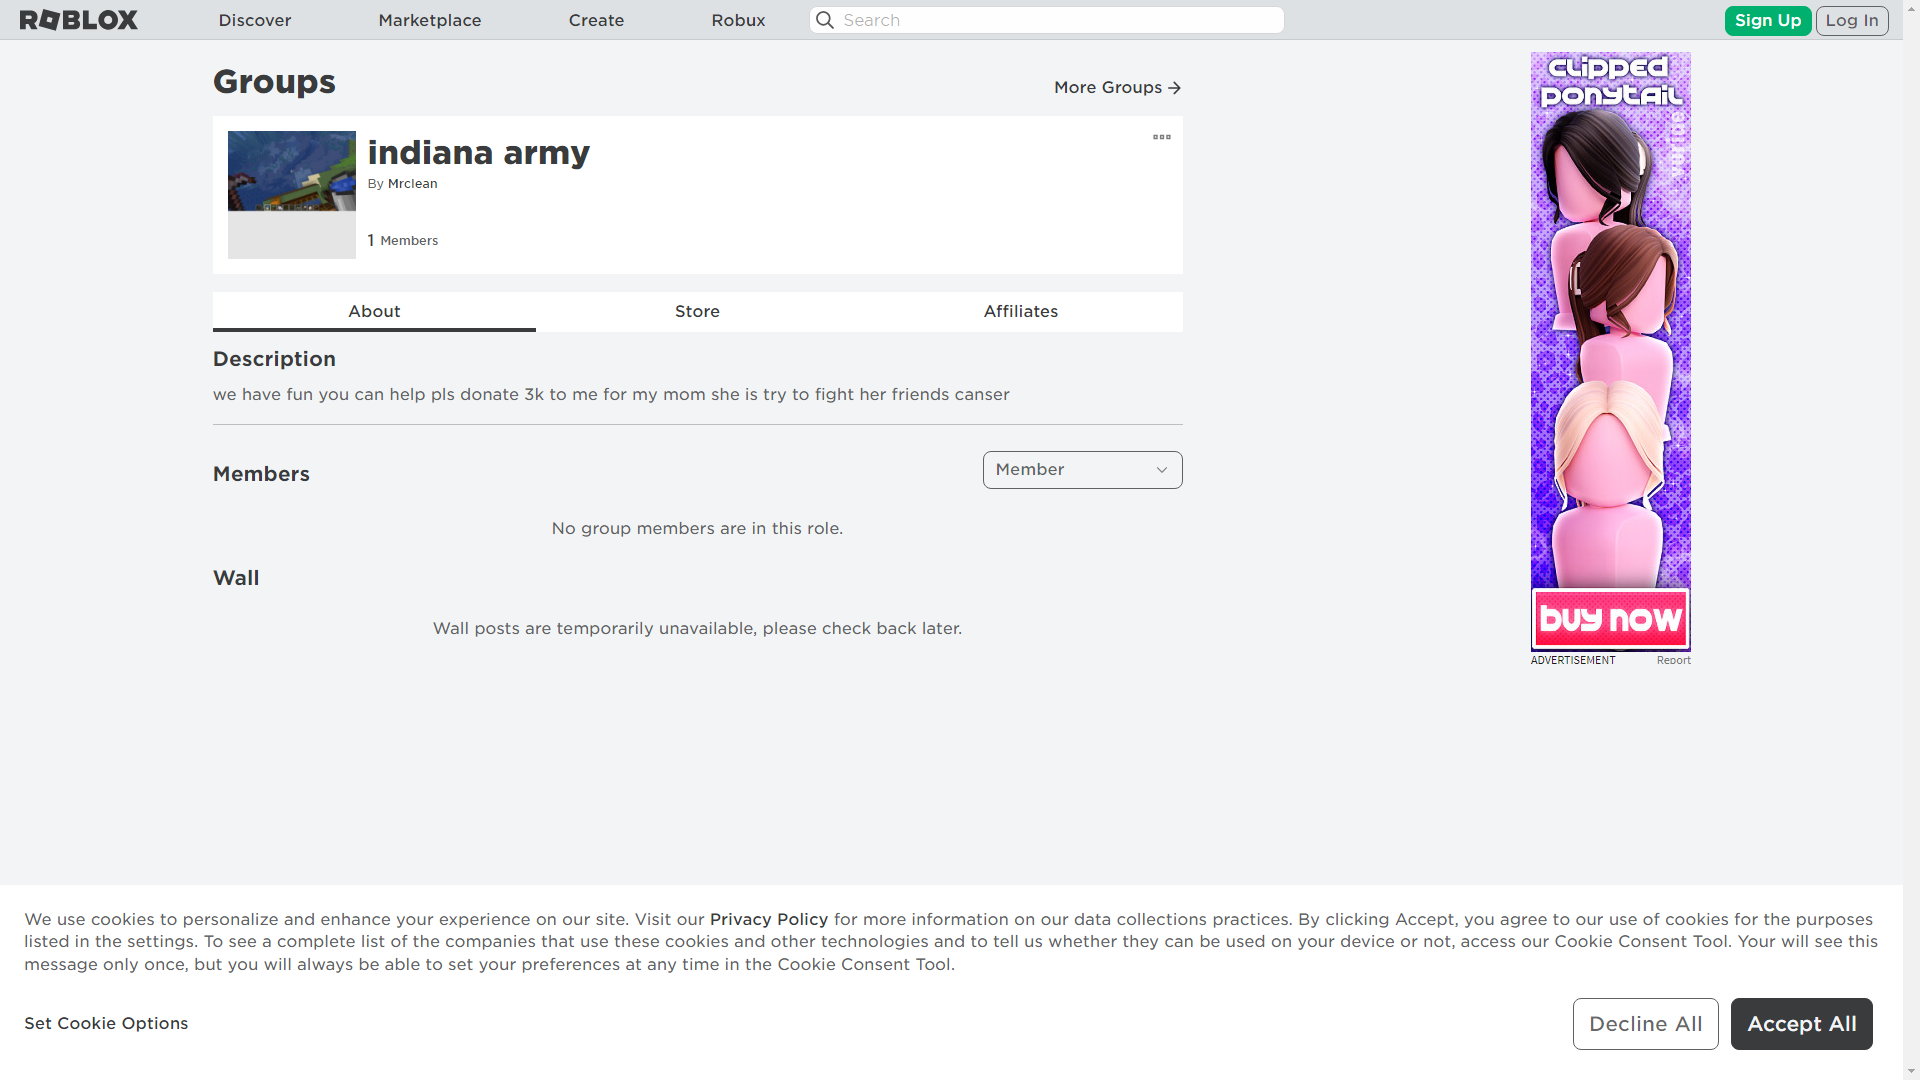 ROBLOX
Discover
Marketplace
Create
Robux
Search
Sign Up
Log In
Groups
More Groups
indiana army
By Mrclean
1 Members
About
Store
Affiliates
Description
we have fun you can help pls donate 3k to me for my mom she is try to fight her friends canser
Members
Member
No group members are in this role.
Wall
Wall posts are temporarily unavailable, please check back later.
clipped
ponytail
buy now
ADVERTISEMENT
Report
We use cookies to personalize and enhance your experience on our site. Visit our Privacy Policy for more information on our data collections practices. By clicking Accept, you agree to our use of cookies for the purposes
listed in the settings. To see a complete list of the companies that use these cookies and other technologies and to tell us whether they can be used on your device or not, access our Cookie Consent Tool. Your will see this
message only once, but you will always be able to set your preferences at any time in the Cookie Consent Tool.
Set Cookie Options
Decline All
Accept All